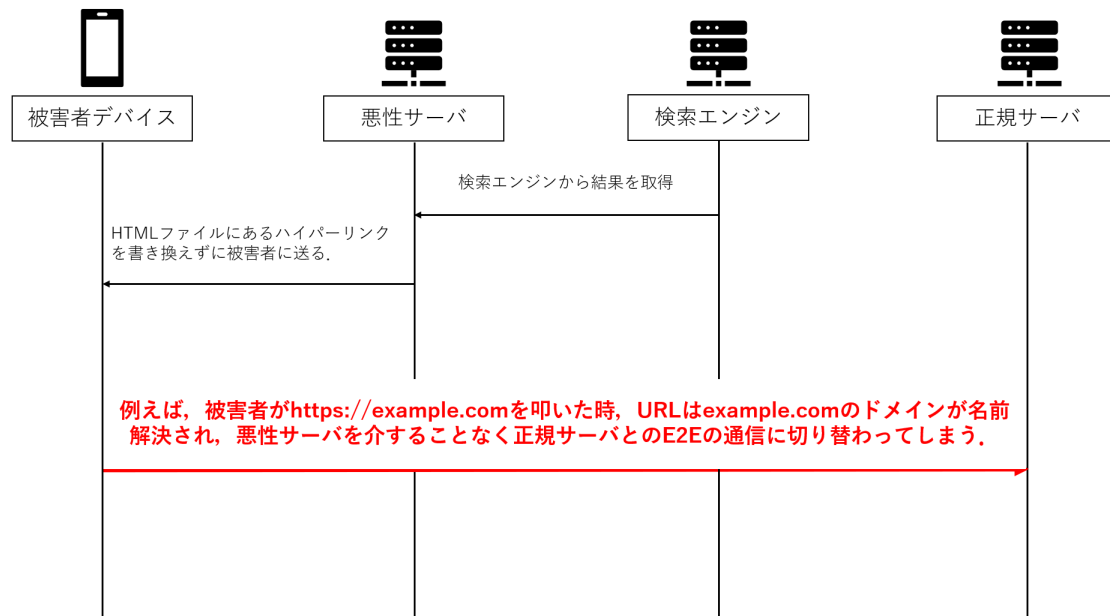 被害者デバイス
悪性サーバ
検索エンジン
正規サーバ
検索エンジンから結果を取得
HTMLファイルにあるハイパーリンク
を書き換えずに被害者に送る．
例えば，被害者がhttps://example.comを叩いた時，URLはexample.comのドメインが名前
解決され，悪性サーバを介することなく正規サーバとのE2Eの通信に切り替わってしまう．